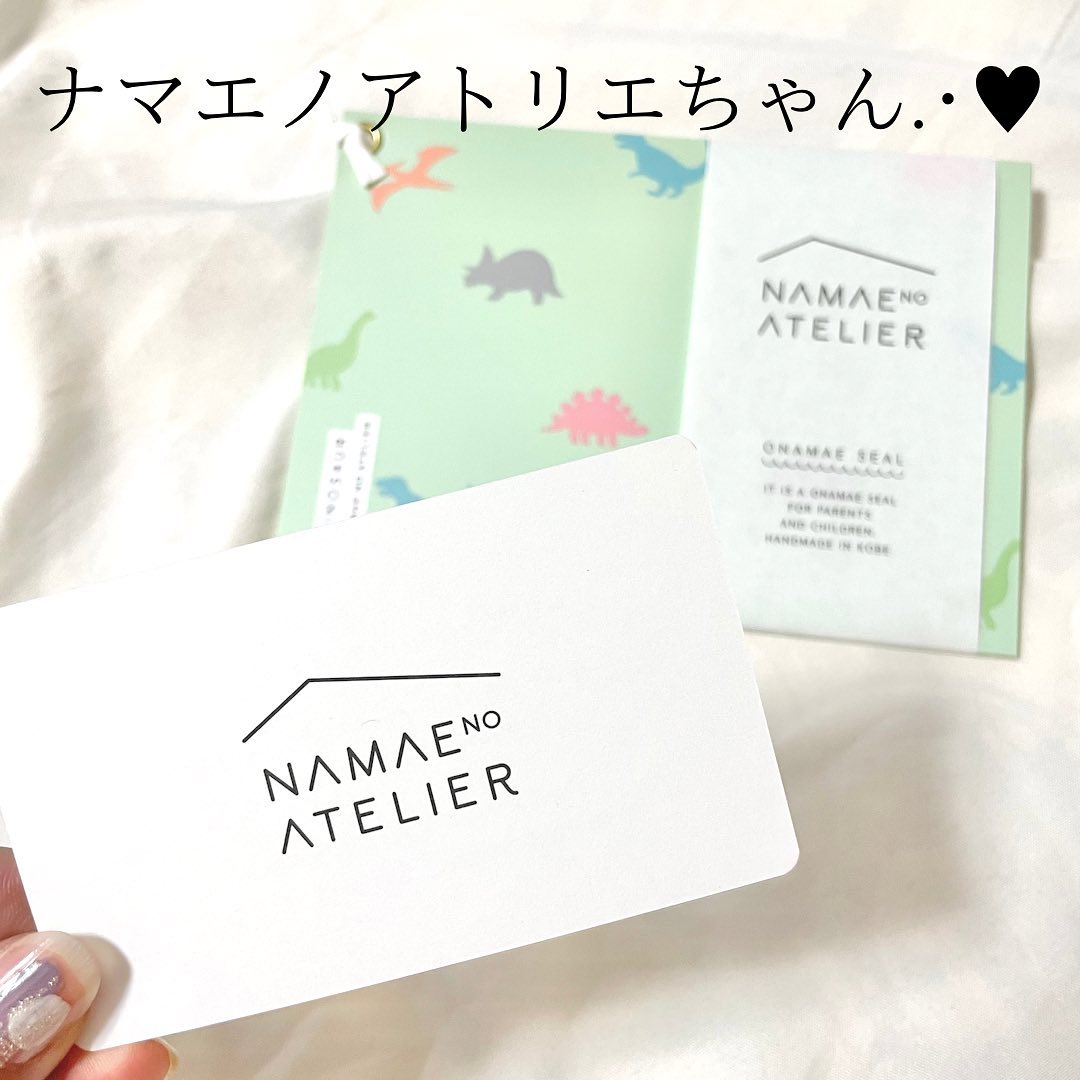 ナマエノアトリエちゃん.·♥
NAMAE NO
ATELIER
ONAMAE SEAL
IT IS A ONAMAE SEAL
FOR PARENTS
AND CHILDREN,
HANDMADE IN KOBE
NAMAE NO
ATELIER